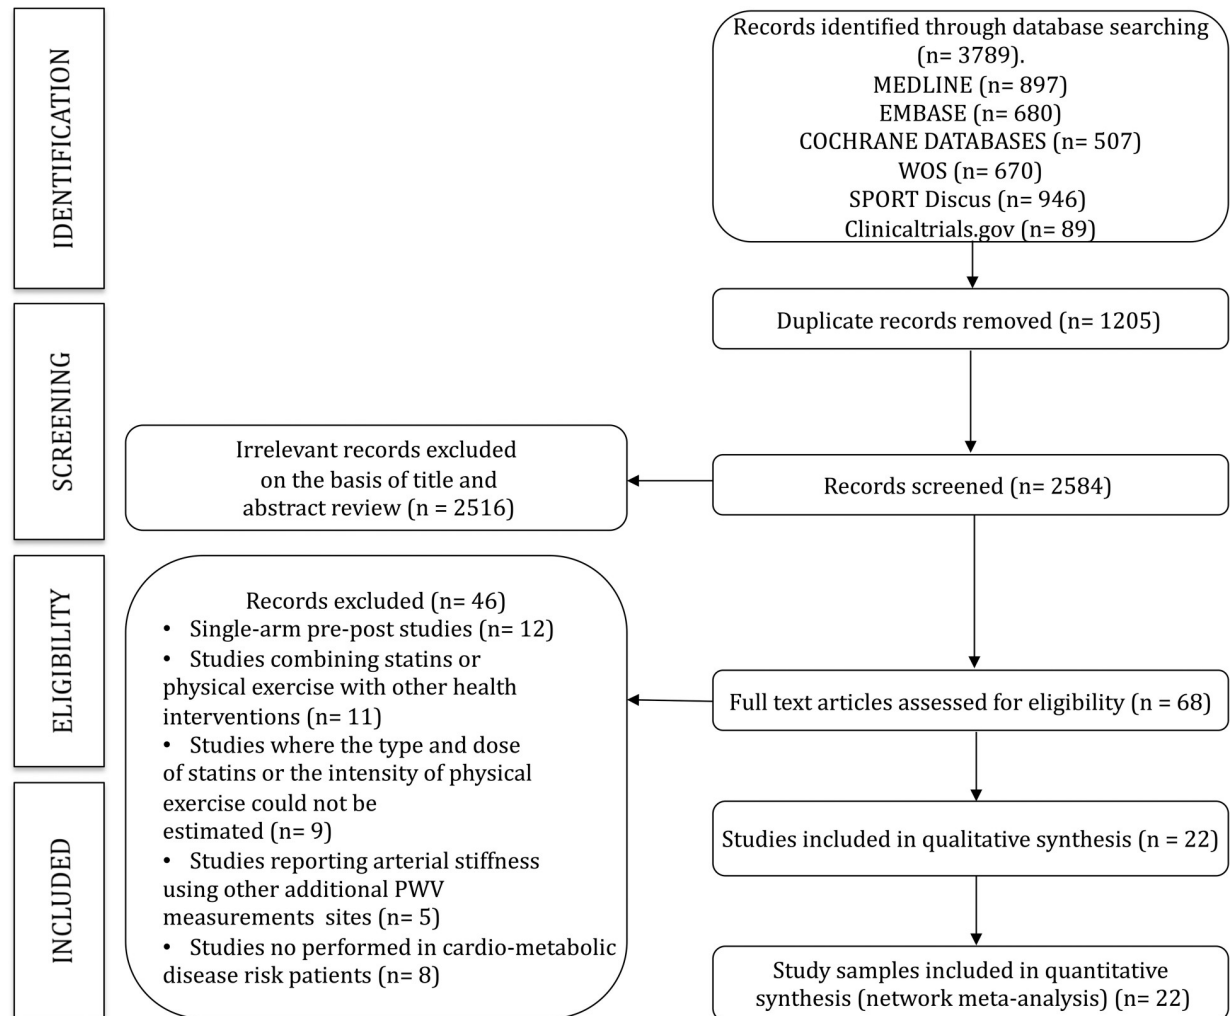 IDENTIFICATION
Records identified through database searching
(n= 3789).
MEDLINE (n= 897)
EMBASE (n= 680)
COCHRANE DATABASES (n= 507)
WOS (n= 670)
SPORT Discus (n= 946)
Clinicaltrials.gov (n= 89)
Duplicate records removed (n= 1205)
SCREENING
Records screened (n= 2584)
Irrelevant records excluded
on the basis of title and
abstract review (n = 2516)
ELIGIBILITY
Full text articles assessed for eligibility (n = 68)
Records excluded (n= 46)
• Single-arm pre-post studies (n= 12)
• Studies combining statins or
physical exercise with other health
interventions (n= 11)
• Studies where the type and dose
of statins or the intensity of physical
exercise could not be
estimated (n= 9)
• Studies reporting arterial stiffness
using other additional PWV
measurements sites (n= 5)
• Studies no performed in cardio-metabolic
disease risk patients (n= 8)
INCLUDED
Studies included in qualitative synthesis (n = 22)
Study samples included in quantitative
synthesis (network meta-analysis) (n= 22)